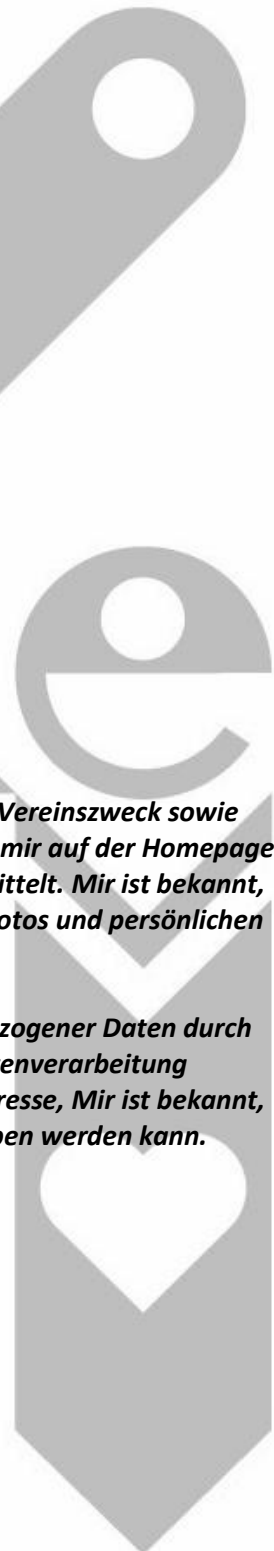 e
Vereinszweck sowie
mir auf der Homepage
ittelt. Mir ist bekannt,
otos und persönlichen
zogener Daten durch
tenverarbeitung
resse, Mir ist bekannt,
ben werden kann.